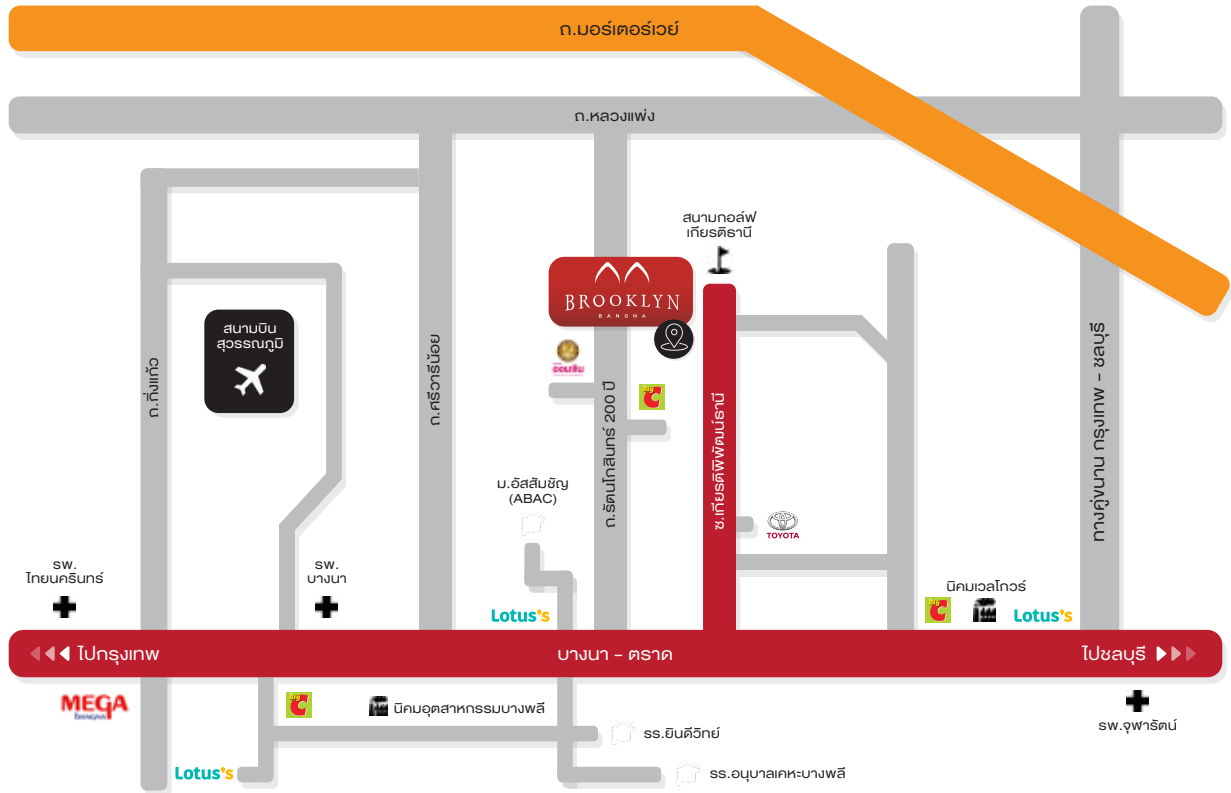 ถ.มอร์เตอร์เวย์
ถ.หลวงแพ่ง
สนามกอล์ฟ
เกียรติธานี
BROOKLYN
BANGNA
สนามบิน
สุวรรณภูมิ
ออมสิน
big
C
ถ.กิ่งแก้ว
ถ.ศรีวารีน้อย
ถ.รัตนโกสินทร์ 200 ปี
ซ.เกียรติพิพัฒน์ธานี
ทางคู่ขนาน กรุงเทพ - ชลบุรี
ม.อัสสัมชัญ
(ABAC)
TOYOTA
รพ.
ไทยนครินทร์
รพ.
บางนา
นิคมเวลโกวร์
Lotus's
big
C
Lotus's
ไปกรุงเทพ
บางนา - ตราด
ไปชลบุรี
MEGA
BANGNA
big
C
นิคมอุตสาหกรรมบางพลี
รพ.จุฬารัตน์
รร.ยินดีวิทย์
Lotus's
รร.อนุบาลเคหะบางพลี